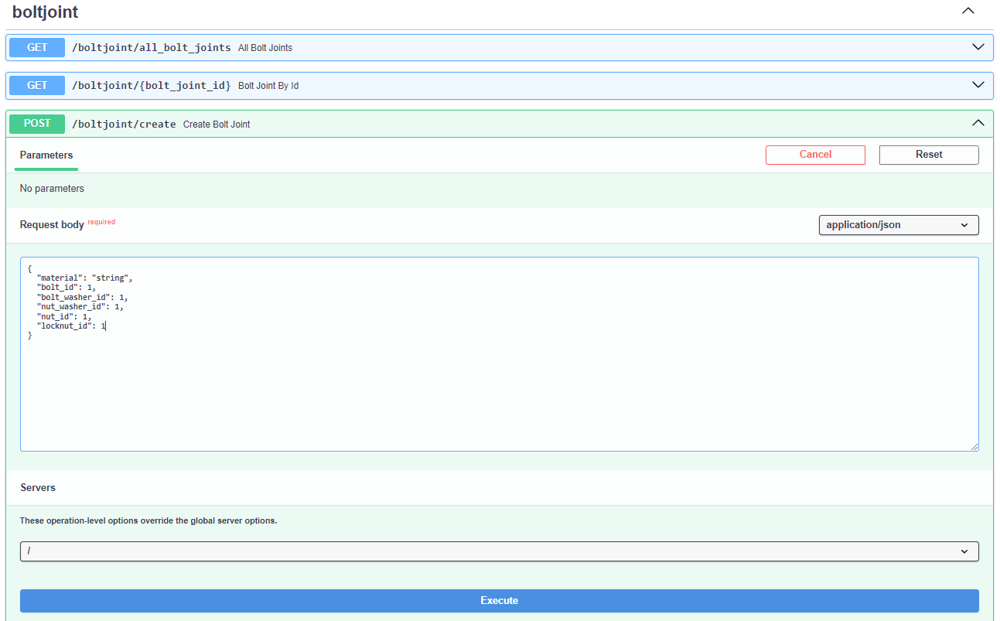 boltjoint
GET /boltjoint/all_bolt_joints All Bolt Joints
GET /boltjoint/{bolt_joint_id} Bolt Joint By Id
POST /boltjoint/create Create Bolt Joint
Parameters Cancel Reset
No parameters
Request body required application/json
{
  "material": "string",
  "bolt_id": 1,
  "bolt_washer_id": 1,
  "nut_washer_id": 1,
  "nut_id": 1,
  "locknut_id": 1
}
Servers
These operation-level options override the global server options.
/
Execute